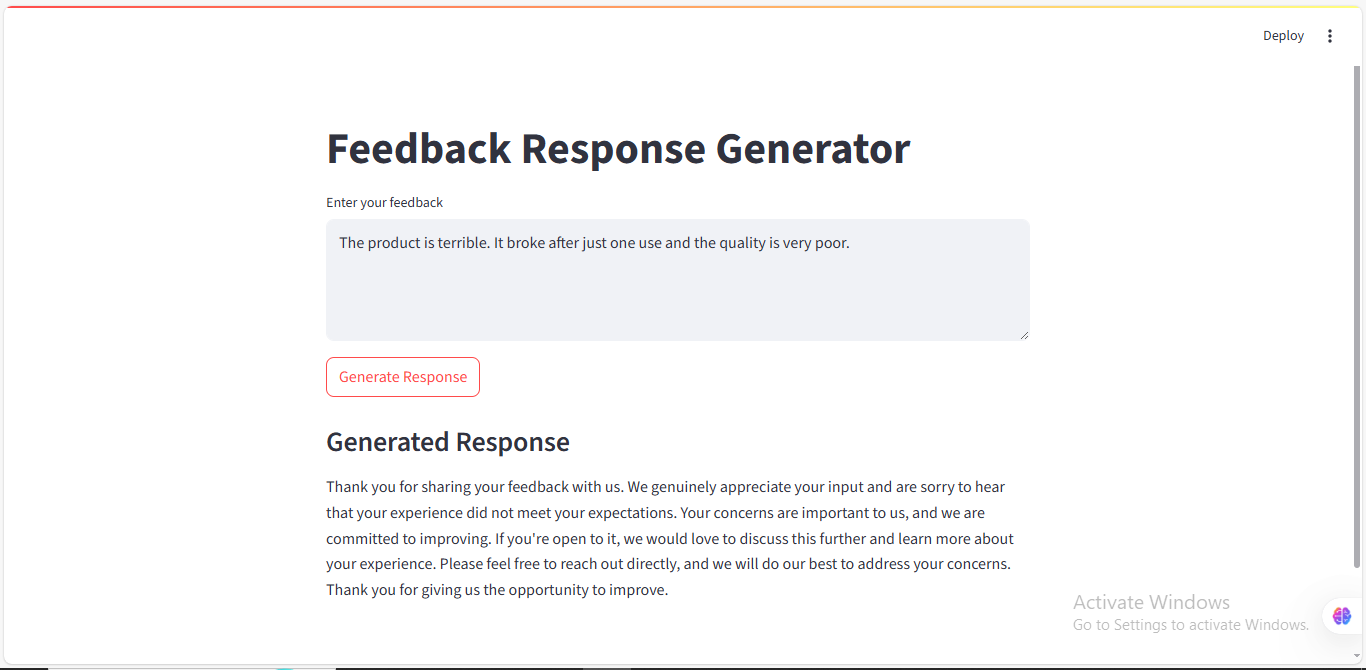 Deploy
Feedback Response Generator
Enter your feedback
The product is terrible. It broke after just one use and the quality is very poor.
Generate Response
Generated Response
Thank you for sharing your feedback with us. We genuinely appreciate your input and are sorry to hear
that your experience did not meet your expectations. Your concerns are important to us, and we are
committed to improving. If you're open to it, we would love to discuss this further and learn more about
your experience. Please feel free to reach out directly, and we will do our best to address your concerns.
Thank you for giving us the opportunity to improve.
Activate Windows
Go to Settings to activate Windows.